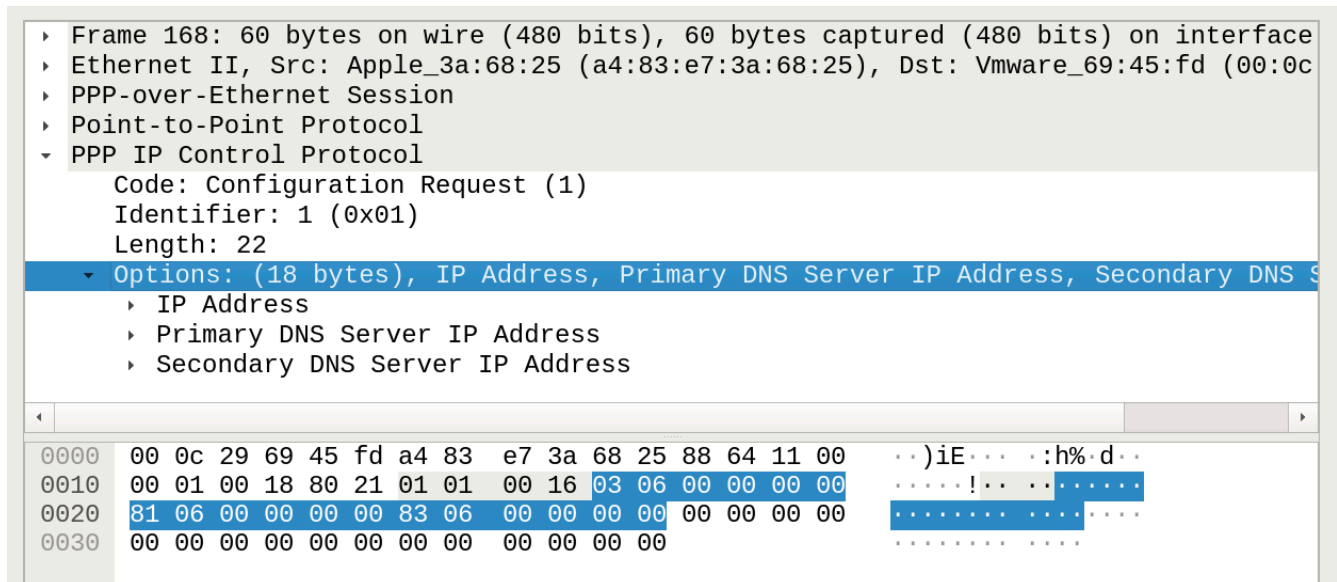 Frame 168: 60 bytes on wire (480 bits), 60 bytes captured (480 bits) on interface
Ethernet II, Src: Apple_3a:68:25 (a4:83:e7:3a:68:25), Dst: Vmware_69:45:fd (00:0c
PPP-over-Ethernet Session
Point-to-Point Protocol
PPP IP Control Protocol
Code: Configuration Request (1)
Identifier: 1 (0x01)
Length: 22
Options: (18 bytes), IP Address, Primary DNS Server IP Address, Secondary DNS S
IP Address
Primary DNS Server IP Address
Secondary DNS Server IP Address
0000 00 0c 29 69 45 fd a4 83 e7 3a 68 25 88 64 11 00 ··)iE··· ·:h%·d··
0010 00 01 00 18 80 21 01 01 00 16 03 06 00 00 00 00 ·····!·· ········
0020 81 06 00 00 00 00 83 06 00 00 00 00 00 00 00 00 ········ ········
0030 00 00 00 00 00 00 00 00 00 00 00 00 ········ ····